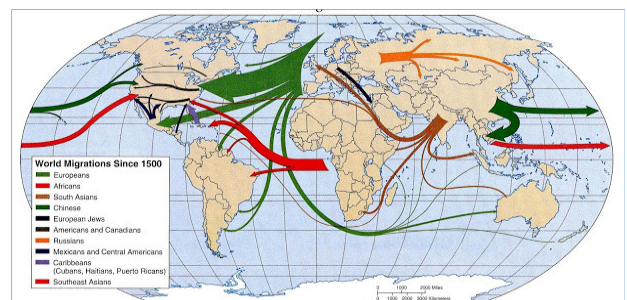 World Migrations Since 1500
Europeans
Africans
South Asians
Chinese
European Jews
Americans and Canadians
Russians
Mexicans and Central Americans
Caribbeans
(Cubans, Haitians, Puerto Ricans)
Southeast Asians
0 1000 2000 Miles
0 1000 2000 3000 Kilometers